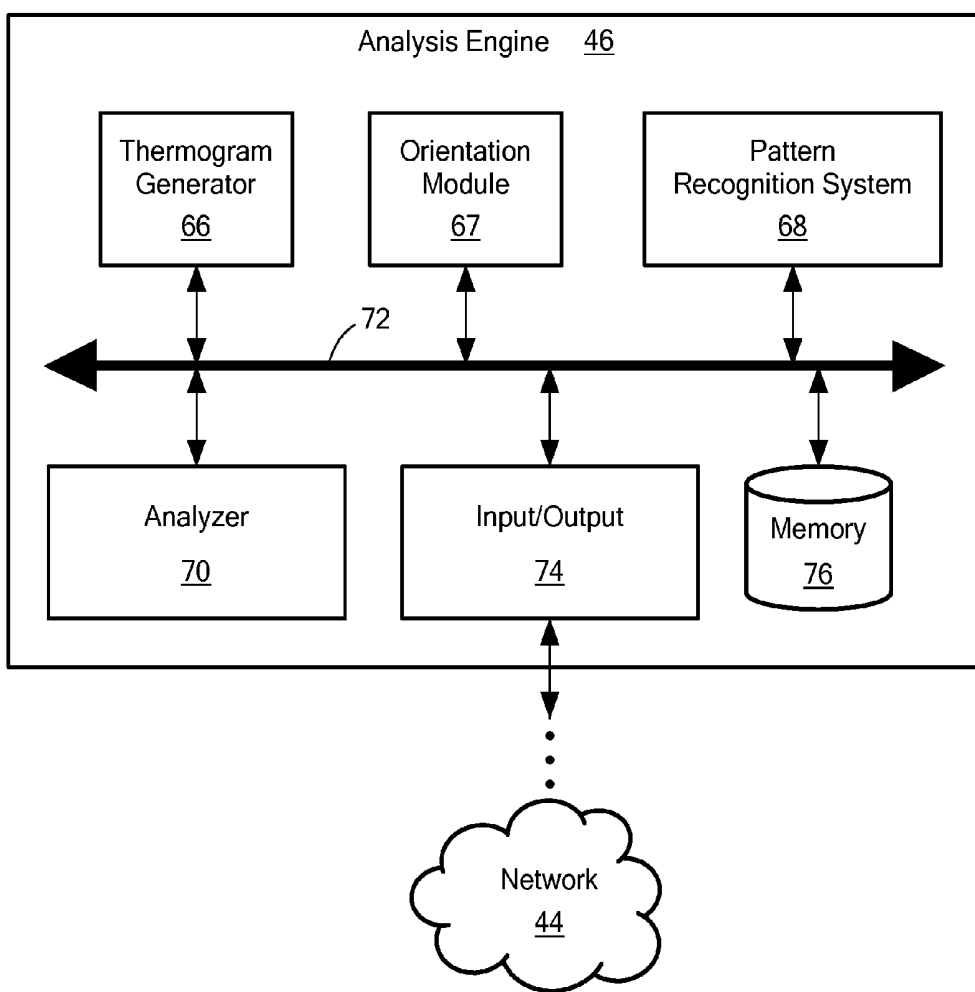 Analysis Engine 46
Thermogram
Generator
66
Orientation
Module
67
Pattern
Recognition System
68
72
Analyzer
70
Input/Output
74
Memory
76
Network
44